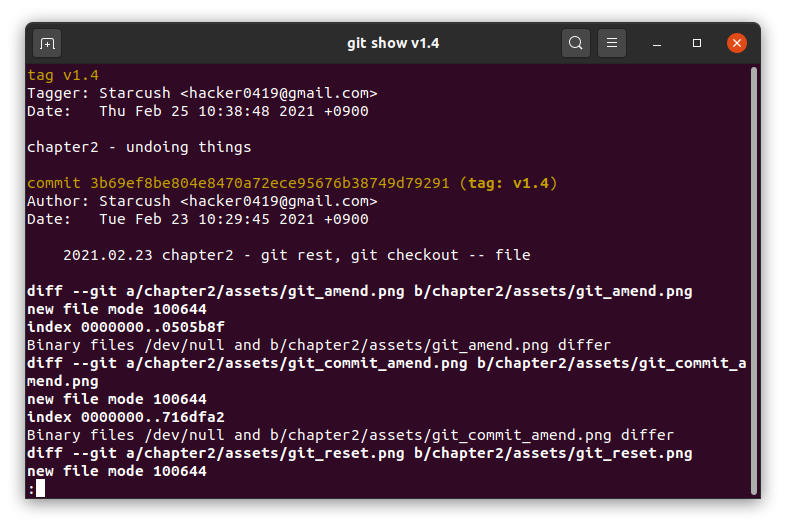 git show v1.4
tag v1.4
Tagger: Starcush <hacker0419@gmail.com>
Date:   Thu Feb 25 10:38:48 2021 +0900
chapter2 - undoing things
commit 3b69ef8be804e8470a72ece95676b38749d79291 (tag: v1.4)
Author: Starcush <hacker0419@gmail.com>
Date:   Tue Feb 23 10:29:45 2021 +0900
    2021.02.23 chapter2 - git rest, git checkout -- file
diff --git a/chapter2/assets/git_amend.png b/chapter2/assets/git_amend.png
new file mode 100644
index 0000000..0505b8f
Binary files /dev/null and b/chapter2/assets/git_amend.png differ
diff --git a/chapter2/assets/git_commit_amend.png b/chapter2/assets/git_commit_a
mend.png
new file mode 100644
index 0000000..716dfa2
Binary files /dev/null and b/chapter2/assets/git_commit_amend.png differ
diff --git a/chapter2/assets/git_reset.png b/chapter2/assets/git_reset.png
new file mode 100644
: